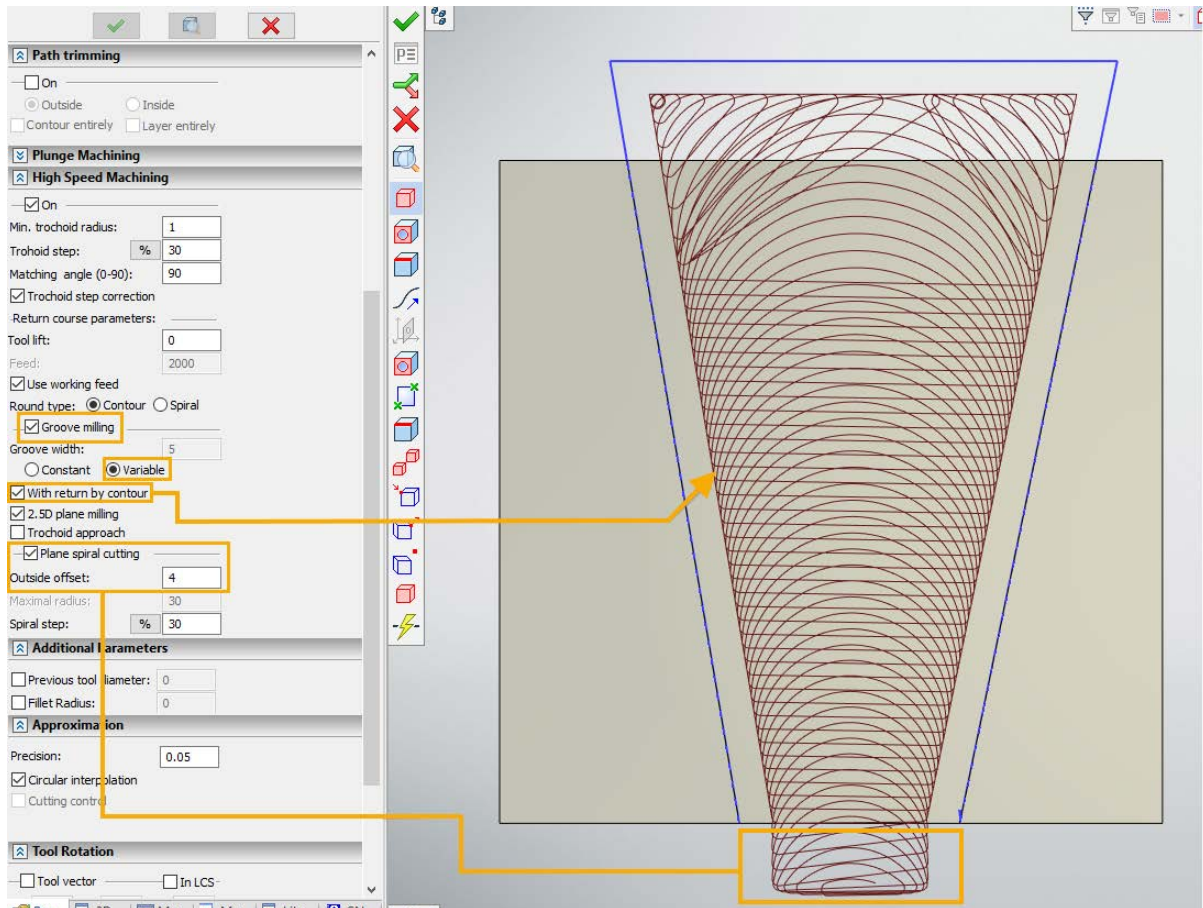 Path trimming
On
Outside Inside
Contour entirely Layer entirely
Plunge Machining
High Speed Machining
On
Min. trochoid radius: 1
Trohoid step: % 30
Matching angle (0-90): 90
Trochoid step correction
Return course parameters:
Tool lift: 0
Feed: 2000
Use working feed
Round type: Contour Spiral
Groove milling
Groove width: 5
Constant Variable
With return by contour
2.5D plane milling
Trochoid approach
Plane spiral cutting
Outside offset: 4
Maximal radius: 30
Spiral step: % 30
Additional Parameters
Previous tool diameter: 0
Fillet Radius: 0
Approximation
Precision: 0.05
Circular interpolation
Cutting control
Tool Rotation
Tool vector In LCS